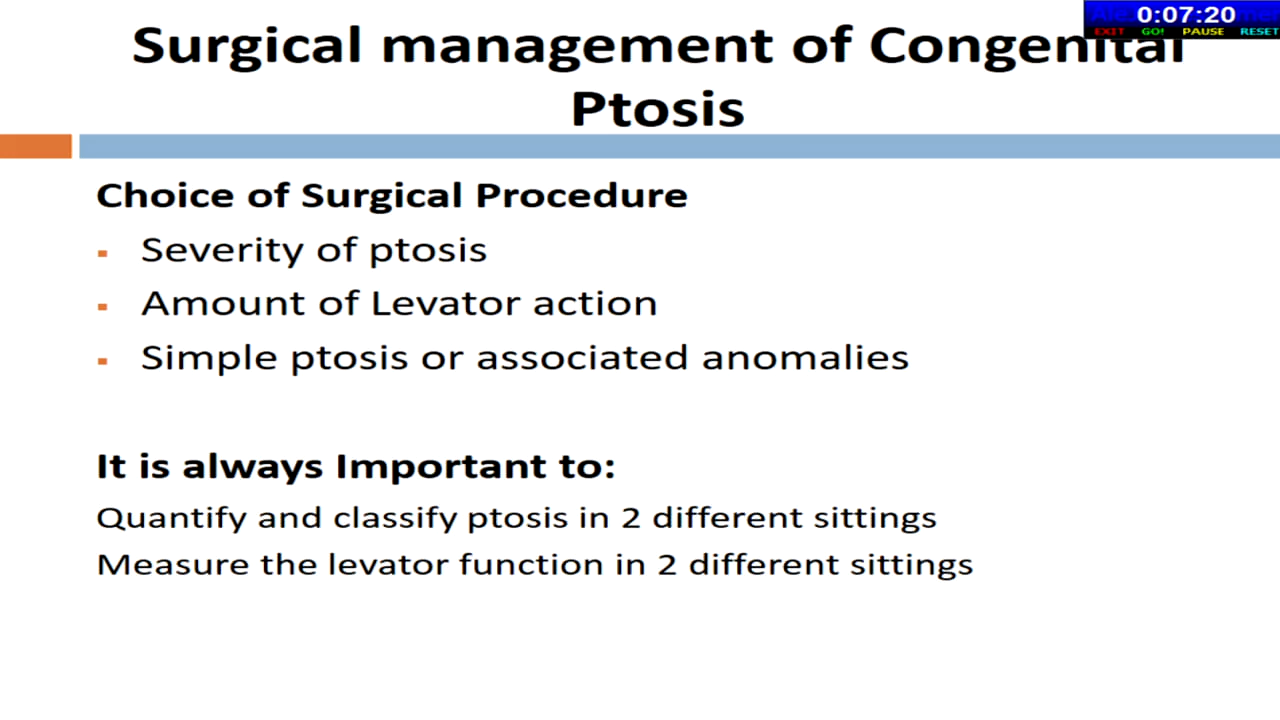 0:07:20
EXIT GO! PAUSE RESET
Surgical management of Congenital
Ptosis
Choice of Surgical Procedure
▪ Severity of ptosis
▪ Amount of Levator action
▪ Simple ptosis or associated anomalies
It is always Important to:
Quantify and classify ptosis in 2 different sittings
Measure the levator function in 2 different sittings